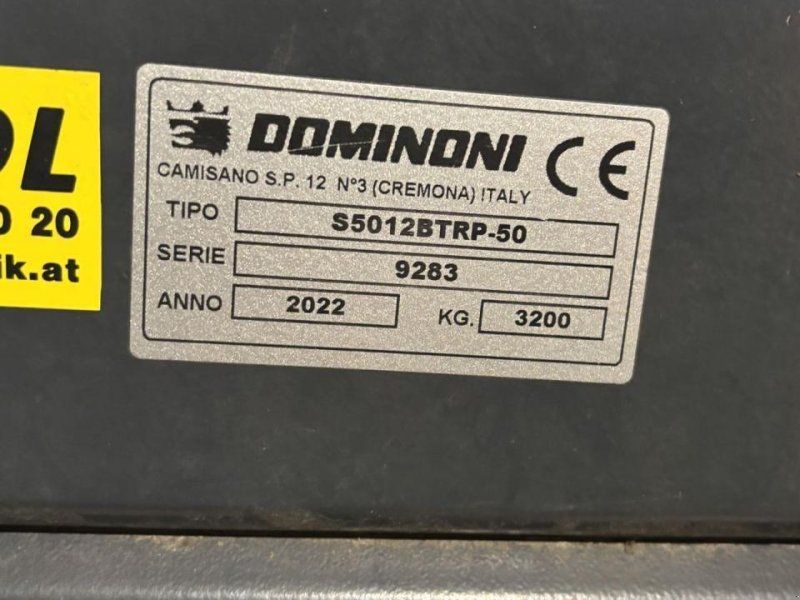 DOMINONI CE
CAMISANO S.P. 12 N°3 (CREMONA) ITALY
TIPO S5012BTRP-50
SERIE 9283
ANNO 2022 KG. 3200
OL
0 20
ik.at